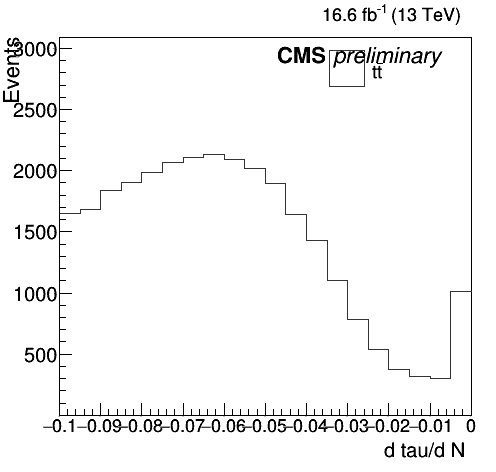 16.6 fb-1 (13 TeV)
CMS preliminary
tt̄
Events
3000
2500
2000
1500
1000
500
−0.1 −0.09 −0.08 −0.07 −0.06 −0.05 −0.04 −0.03 −0.02 −0.01 0
d tau/d N